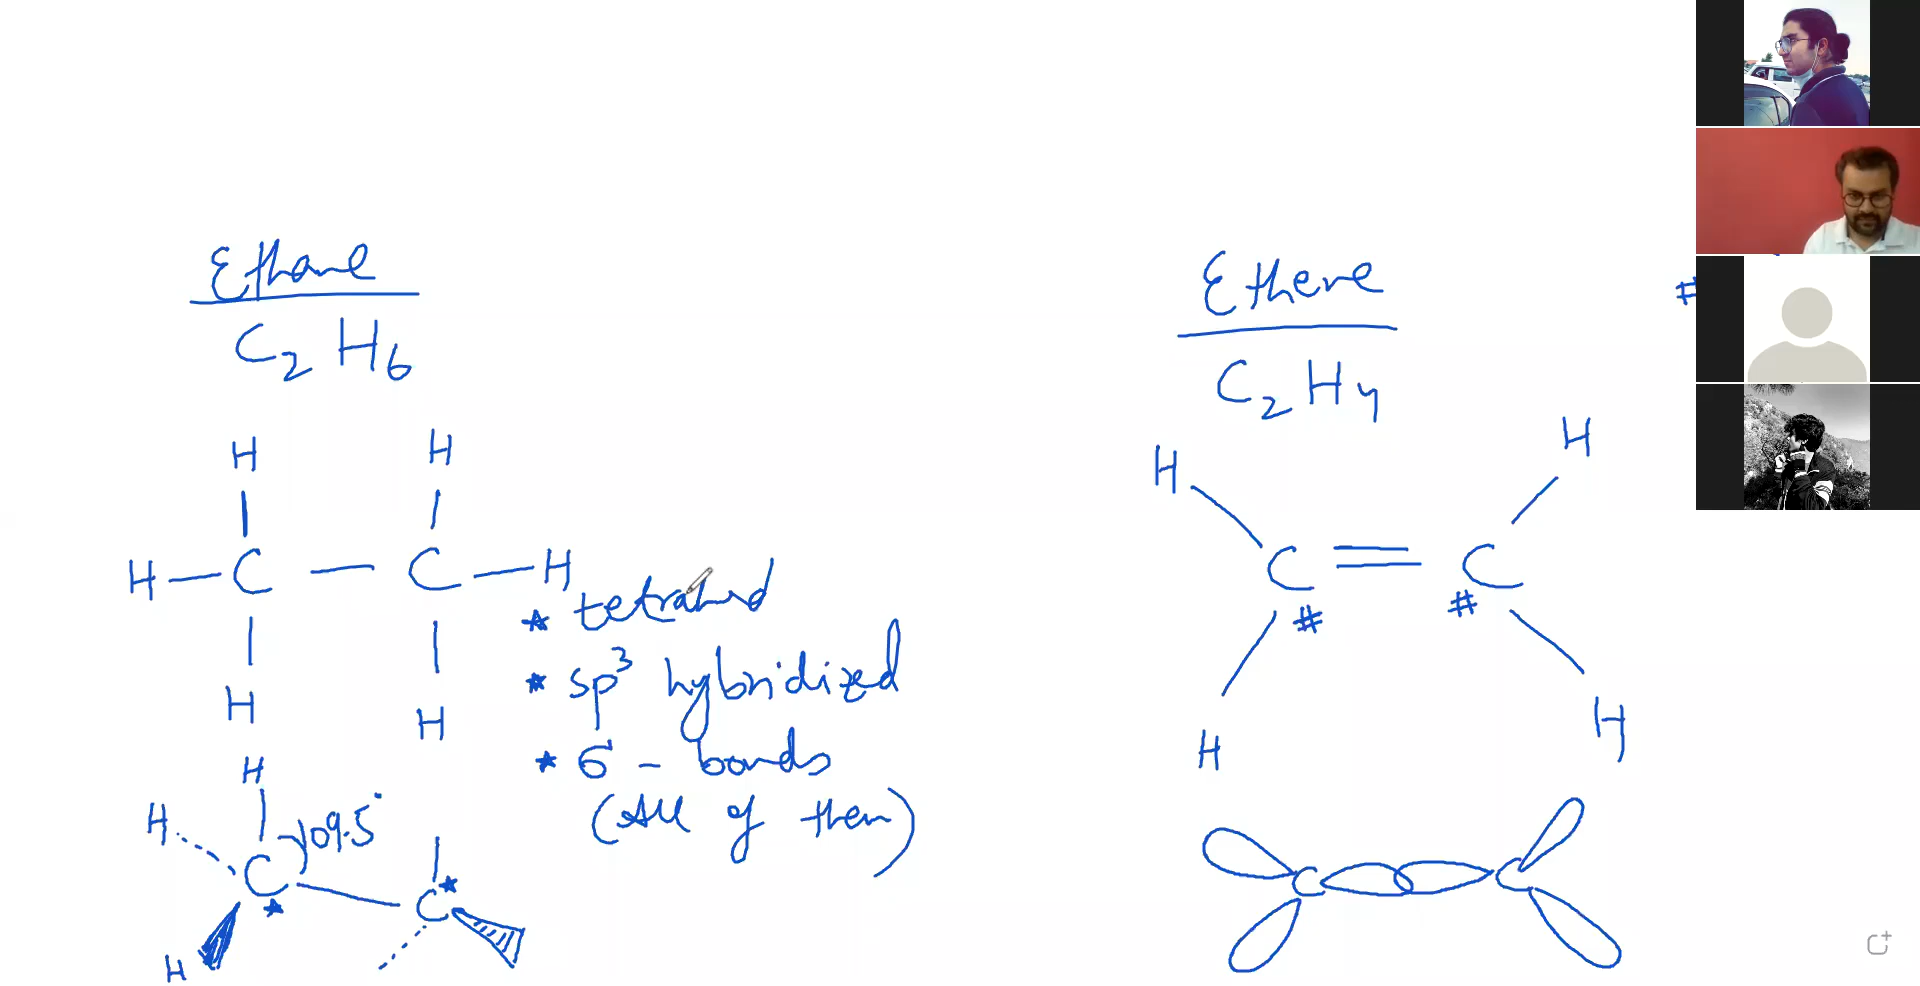 Ethane
C2 H6
H H
H — C — C — H
H H
* tetrahed
* sp³ hybridized
* σ - bonds
(All of them)
H
H 109.5°
C *
C *
H
Ethene
C2 H4
H H
C = C
# #
H H
C C
#